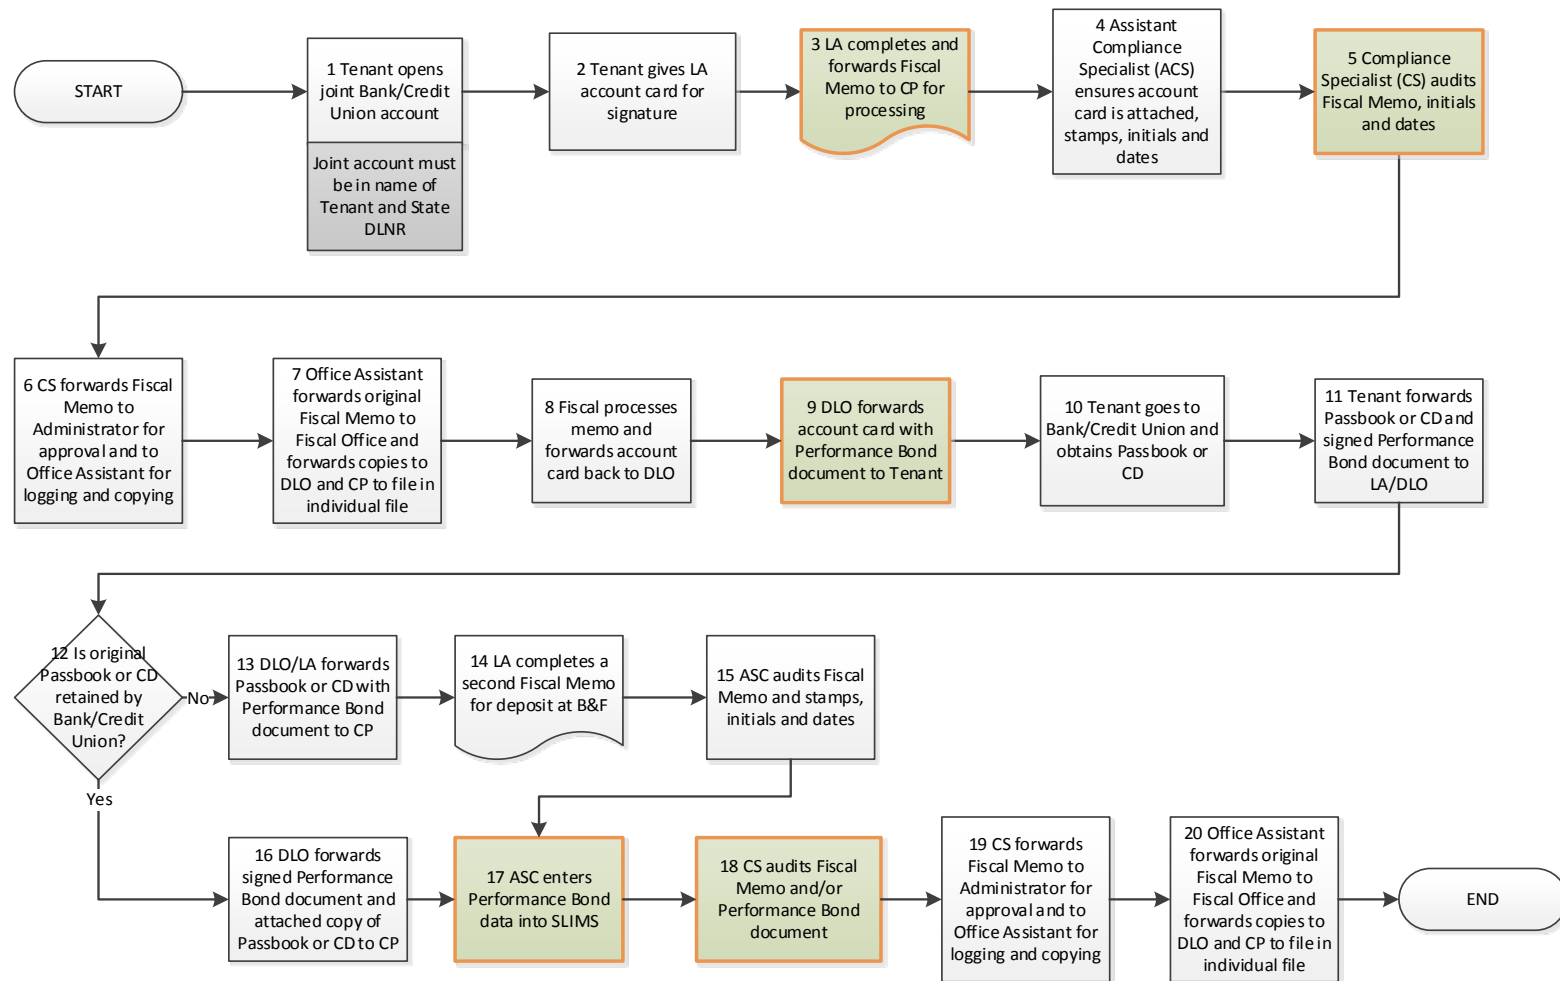 START
1 Tenant opens
joint Bank/Credit
Union account
Joint account must
be in name of
Tenant and State
DLNR
2 Tenant gives LA
account card for
signature
3 LA completes and
forwards Fiscal
Memo to CP for
processing
4 Assistant
Compliance
Specialist (ACS)
ensures account
card is attached,
stamps, initials and
dates
5 Compliance
Specialist (CS) audits
Fiscal Memo, initials
and dates
6 CS forwards Fiscal
Memo to
Administrator for
approval and to
Office Assistant for
logging and copying
7 Office Assistant
forwards original
Fiscal Memo to
Fiscal Office and
forwards copies to
DLO and CP to file in
individual file
8 Fiscal processes
memo and
forwards account
card back to DLO
9 DLO forwards
account card with
Performance Bond
document to Tenant
10 Tenant goes to
Bank/Credit Union and
obtains Passbook or
CD
11 Tenant forwards
Passbook or CD and
signed Performance
Bond document to
LA/DLO
12 Is original
Passbook or CD
retained by
Bank/Credit
Union?
No
Yes
13 DLO/LA forwards
Passbook or CD with
Performance Bond
document to CP
14 LA completes a
second Fiscal Memo
for deposit at B&F
15 ASC audits Fiscal
Memo and stamps,
initials and dates
16 DLO forwards
signed Performance
Bond document and
attached copy of
Passbook or CD to CP
17 ASC enters
Performance Bond
data into SLIMS
18 CS audits Fiscal
Memo and/or
Performance Bond
document
19 CS forwards
Fiscal Memo to
Administrator for
approval and to
Office Assistant for
logging and copying
20 Office Assistant
forwards original
Fiscal Memo to
Fiscal Office and
forwards copies to
DLO and CP to file in
individual file
END